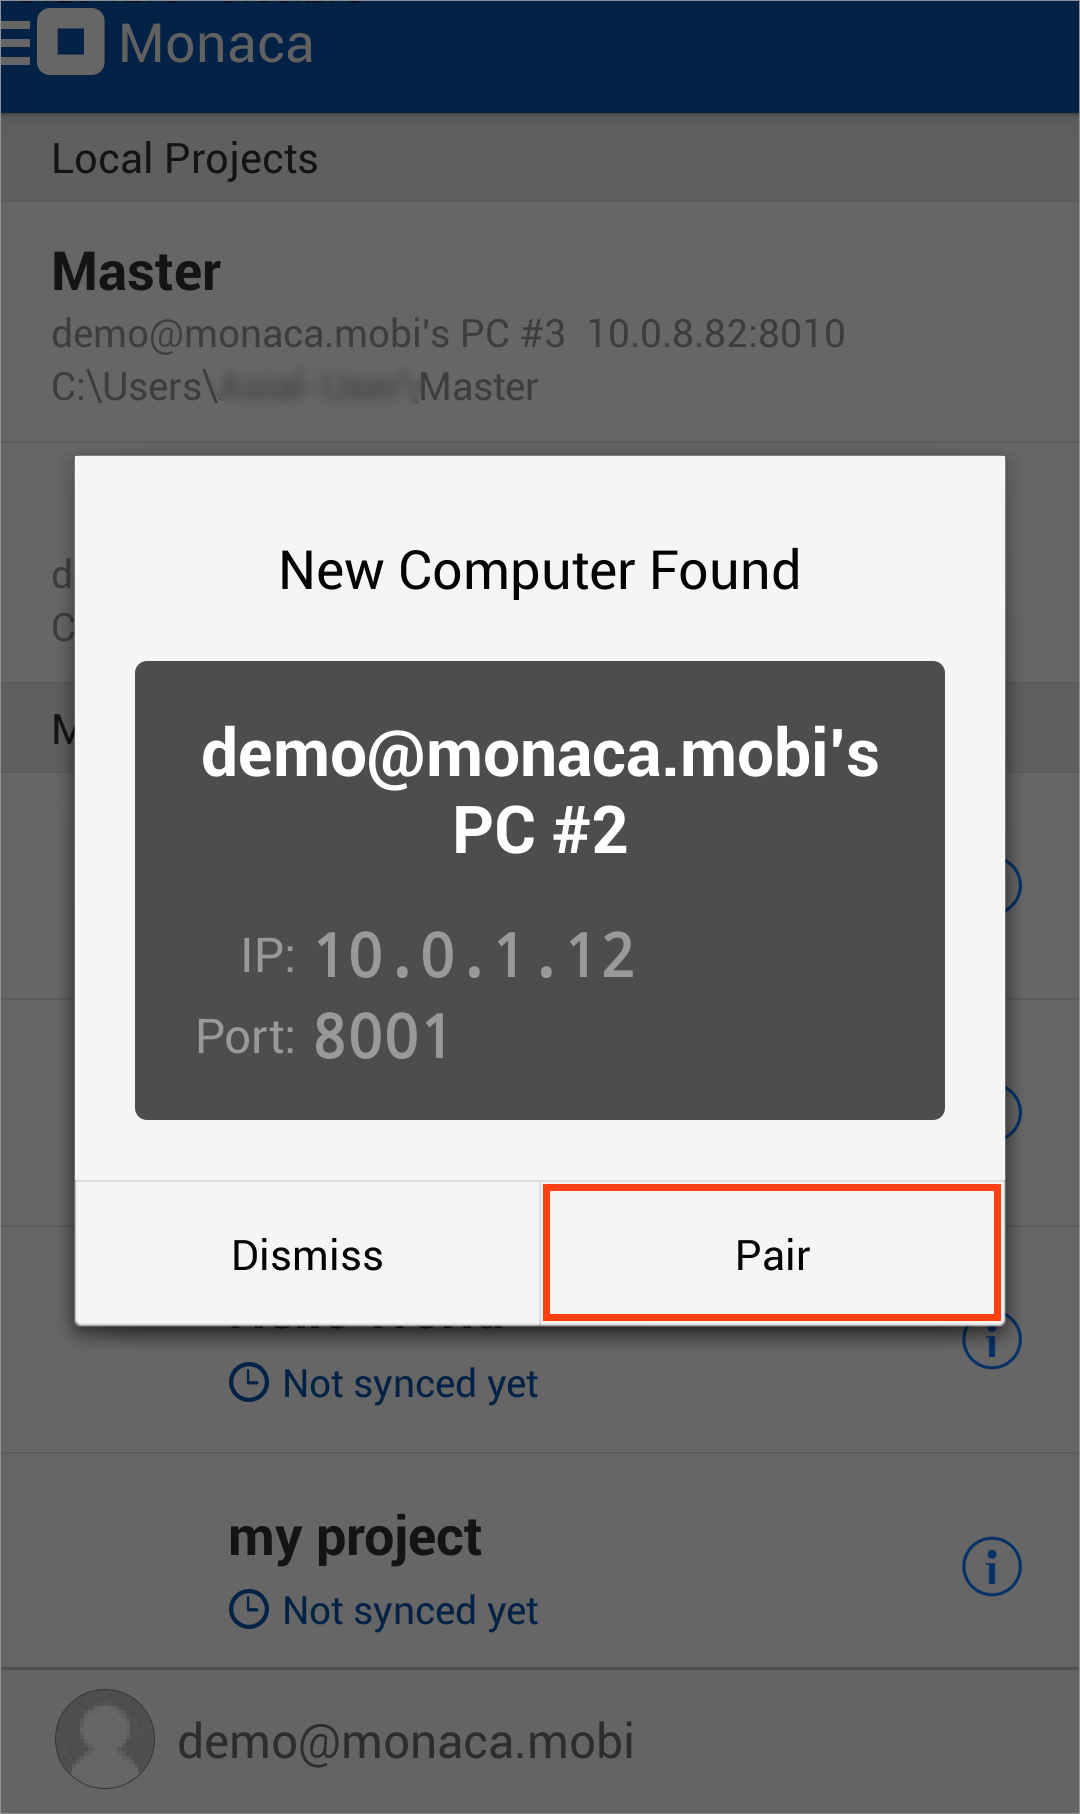 Monaca
Local Projects
Master
demo@monaca.mobi's PC #3 10.0.8.82:8010
C:\Users\ \Master
d
C
M
New Computer Found
demo@monaca.mobi's
PC #2
IP: 10.0.1.12
Port: 8001
Dismiss
Pair
Not synced yet
my project
Not synced yet
demo@monaca.mobi